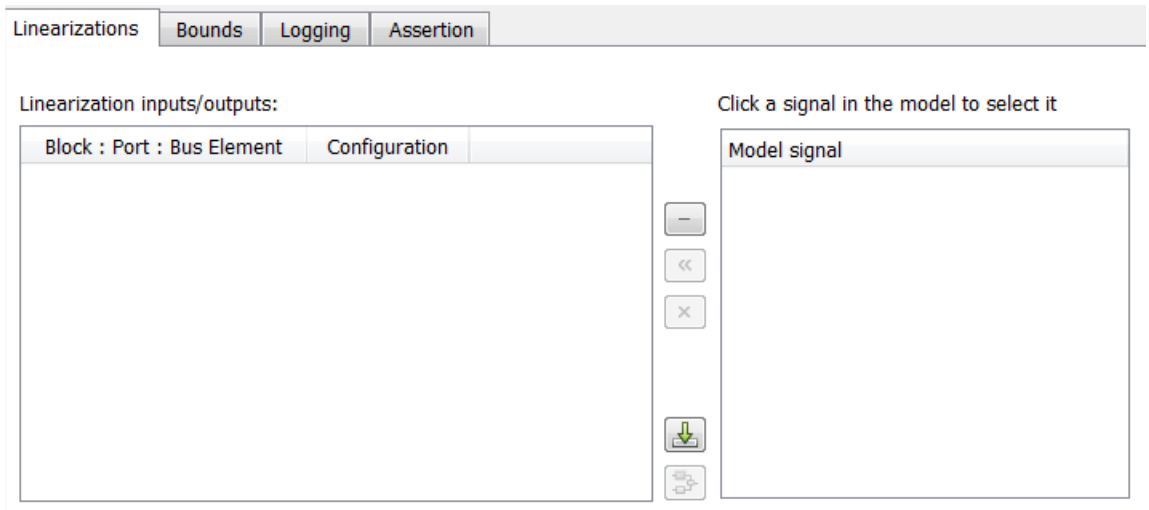 Linearizations Bounds Logging Assertion
Linearization inputs/outputs: Click a signal in the model to select it
Block : Port : Bus Element Configuration Model signal